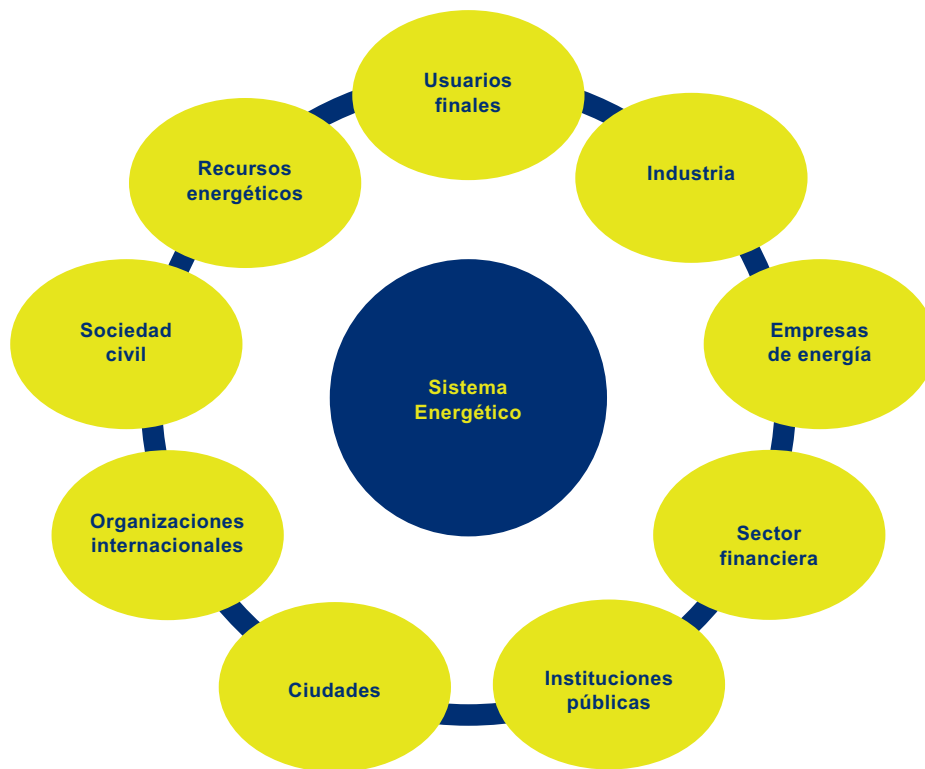 Usuarios
finales
Industria
Recursos
energéticos
Empresas
de energía
Sociedad
civil
Sistema
Energético
Organizaciones
internacionales
Sector
financiera
Ciudades
Instituciones
públicas